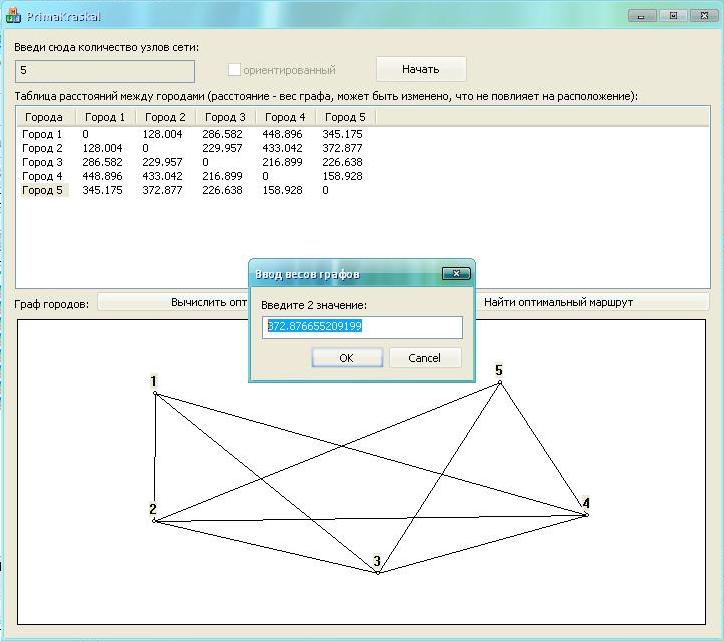 PrimaKraskal
Введи сюда количество узлов сети:
5
ориентированный
Начать
Таблица расстояний между городами (расстояние - вес графа, может быть изменено, что не повлияет на расположение):
Города Город 1 Город 2 Город 3 Город 4 Город 5
Город 1 0 128.004 286.582 448.896 345.175
Город 2 128.004 0 229.957 433.042 372.877
Город 3 286.582 229.957 0 216.899 226.638
Город 4 448.896 433.042 216.899 0 158.928
Город 5 345.175 372.877 226.638 158.928 0
Ввод весов графов
Введите 2 значение:
372.876655209199
OK Cancel
Граф городов: Вычислить опт Найти оптимальный маршрут
1
5
2
4
3